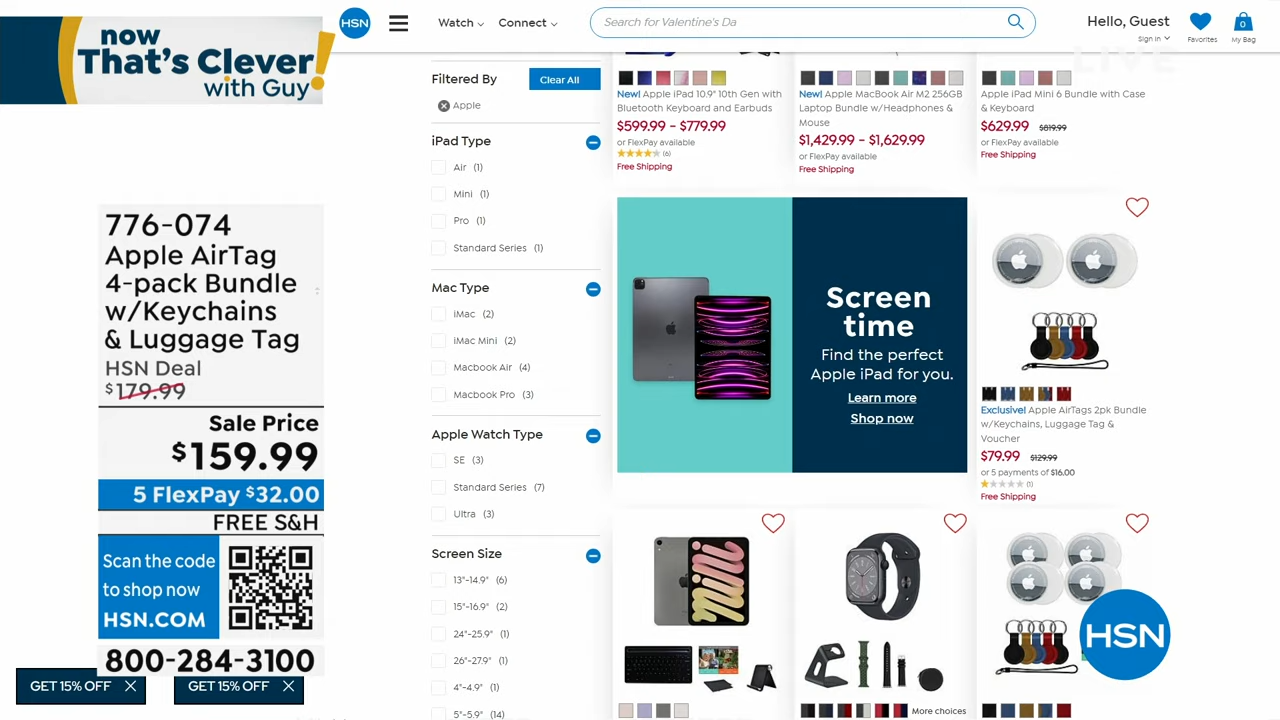 now
That's Clever!
with Guy
HSN
Watch
Connect
Search for Valentine's Da
Hello, Guest
Sign In
Favorites
0
My Bag
LIVE
Filtered By
Clear All
Apple
iPad Type
Air (1)
Mini (1)
Pro (1)
Standard Series (1)
Mac Type
iMac (2)
iMac Mini (2)
Macbook Air (4)
Macbook Pro (3)
Apple Watch Type
SE (3)
Standard Series (7)
Ultra (3)
Screen Size
13"-14.9" (6)
15"-16.9" (2)
24"-25.9" (1)
26"-27.9" (1)
4"-4.9" (1)
5"-5.9" (14)
New! Apple iPad 10.9" 10th Gen with
Bluetooth Keyboard and Earbuds
$599.99 - $779.99
or FlexPay available
(6)
Free Shipping
New! Apple MacBook Air M2 256GB
Laptop Bundle w/Headphones &
Mouse
$1,429.99 - $1,629.99
or FlexPay available
Free Shipping
Apple iPad Mini 6 Bundle with Case
& Keyboard
$629.99 $819.99
or FlexPay available
Free Shipping
Screen
time
Find the perfect
Apple iPad for you.
Learn more
Shop now
Exclusive! Apple AirTags 2pk Bundle
w/Keychains, Luggage Tag &
Voucher
$79.99 $129.99
or 5 payments of $16.00
(1)
Free Shipping
More choices
HSN
776-074
Apple AirTag
4-pack Bundle
w/Keychains
& Luggage Tag
HSN Deal
$179.99
Sale Price
$159.99
5 FlexPay $32.00
FREE S&H
Scan the code
to shop now
HSN.COM
800-284-3100
GET 15% OFF
GET 15% OFF